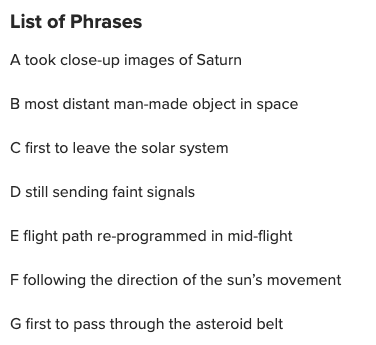 List of Phrases
A took close-up images of Saturn
B most distant man-made object in space
C first to leave the solar system
D still sending faint signals
E flight path re-programmed in mid-flight
F following the direction of the sun’s movement
G first to pass through the asteroid belt